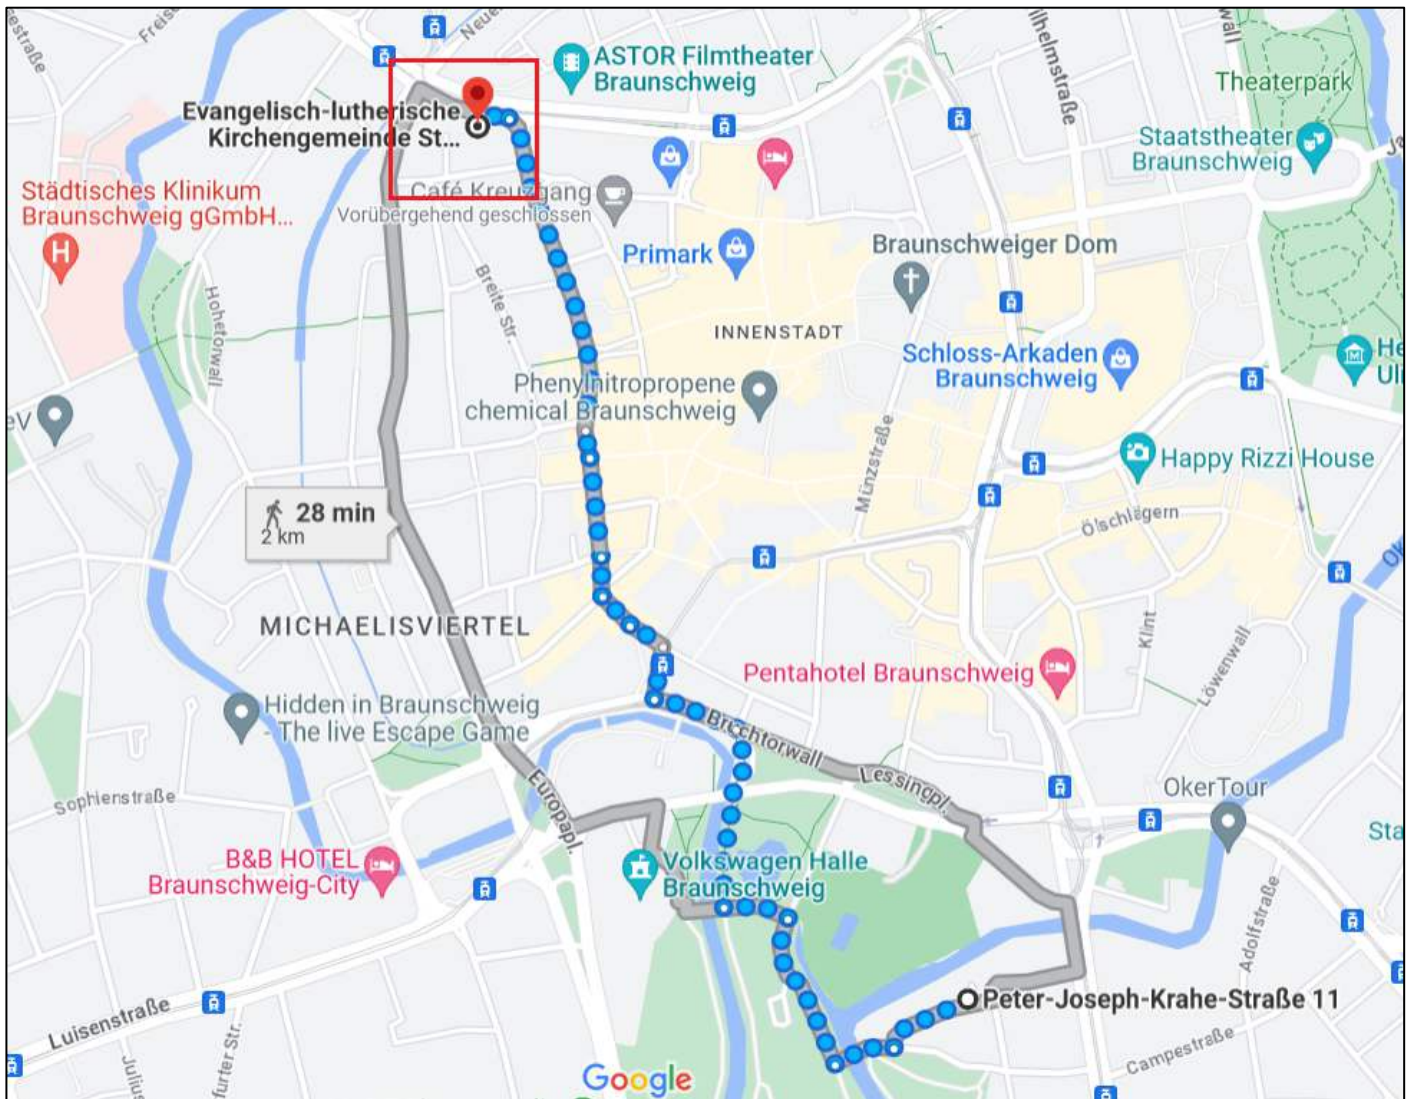 Neue
ASTOR Filmtheater
Braunschweig
Theaterpark
Evangelisch-lutherische
Kirchengemeinde St...
Staatstheater
Braunschweig
Städtisches Klinikum
Braunschweig gGmbH...
Café Kreuzgang
Vorübergehend geschlossen
Primark
Braunschweiger Dom
Breite Str.
Hohetorwall
INNENSTADT
Schloss-Arkaden
Braunschweig
Phenylnitropropene
chemical Braunschweig
eV
Münzstraße
Happy Rizzi House
Ölschlägern
28 min
2 km
MICHAELISVIERTEL
Klint
Löwenwall
Pentahotel Braunschweig
Hidden in Braunschweig
- The live Escape Game
Bruchtorwall
Lessingpl.
OkerTour
Sophienstraße
Europapl.
Sta
B&B HOTEL
Braunschweig-City
Volkswagen Halle
Braunschweig
Adolfstraße
Peter-Joseph-Krahe-Straße 11
Luisenstraße
Campestraße
Google